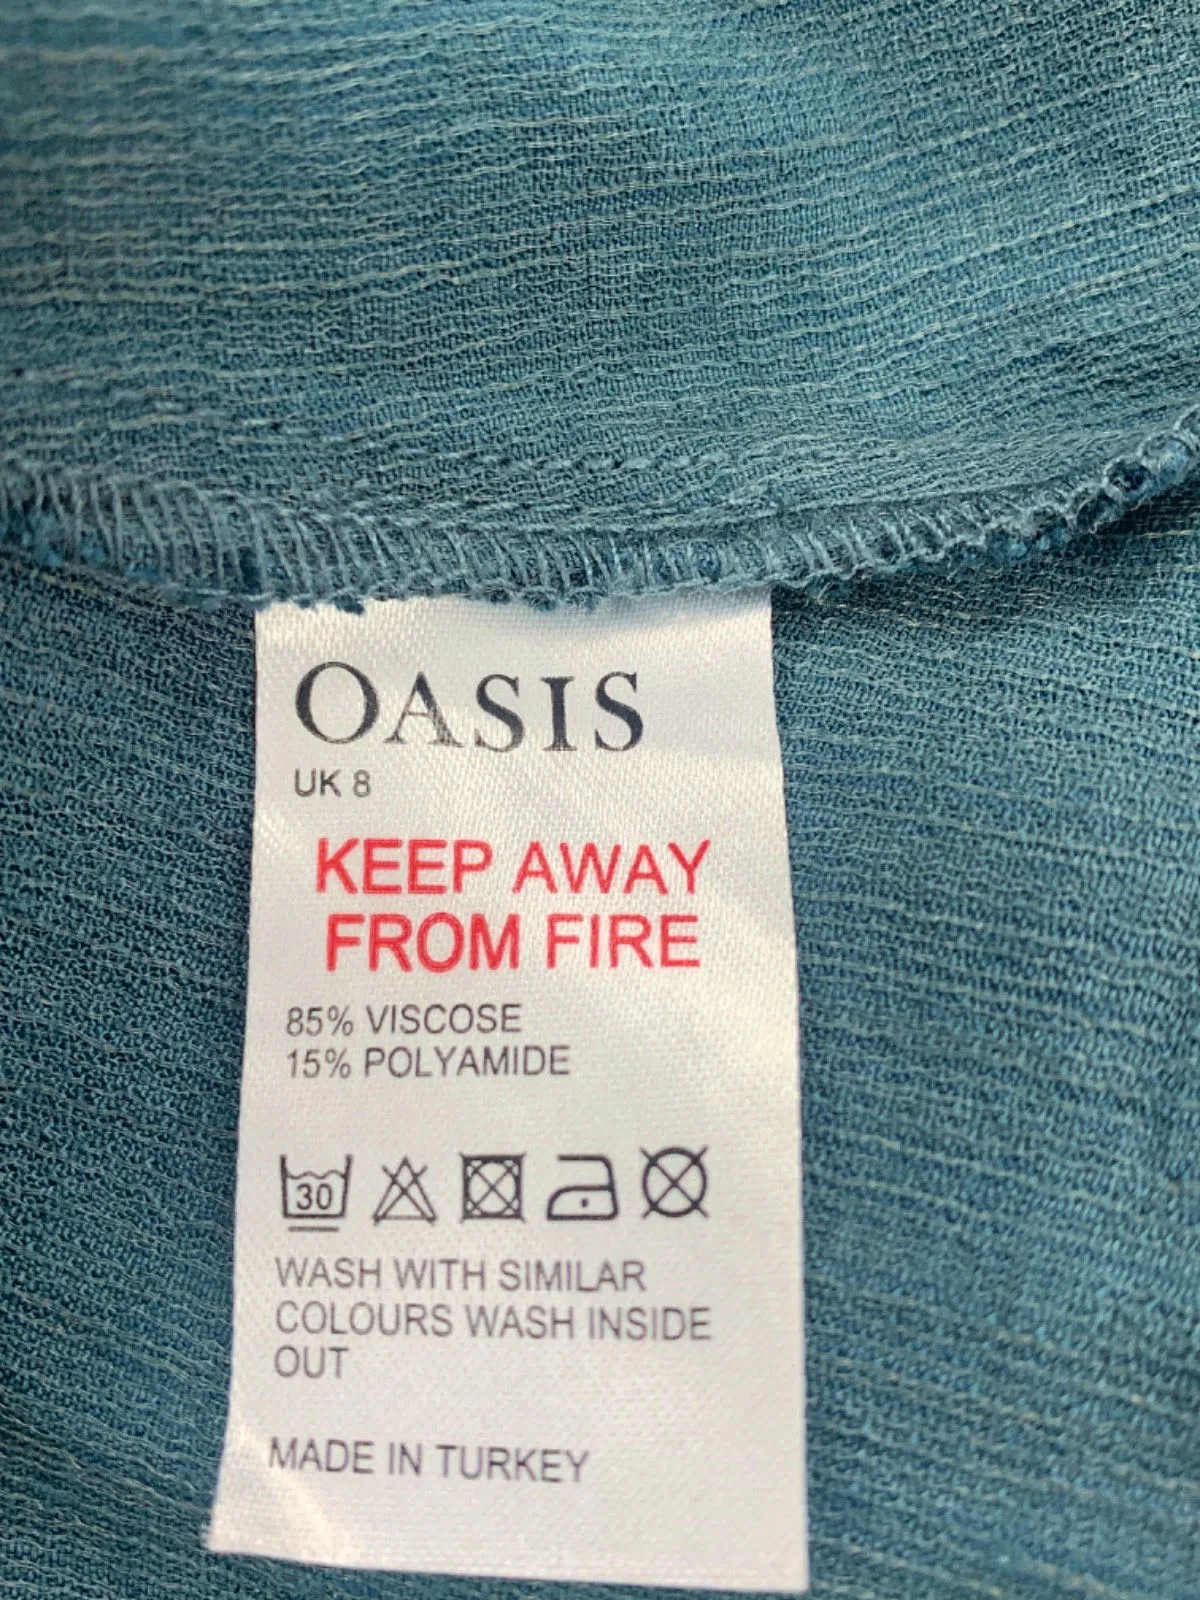 OASIS
UK 8
KEEP AWAY
FROM FIRE
85% VISCOSE
15% POLYAMIDE
30
WASH WITH SIMILAR
COLOURS WASH INSIDE
OUT
MADE IN TURKEY